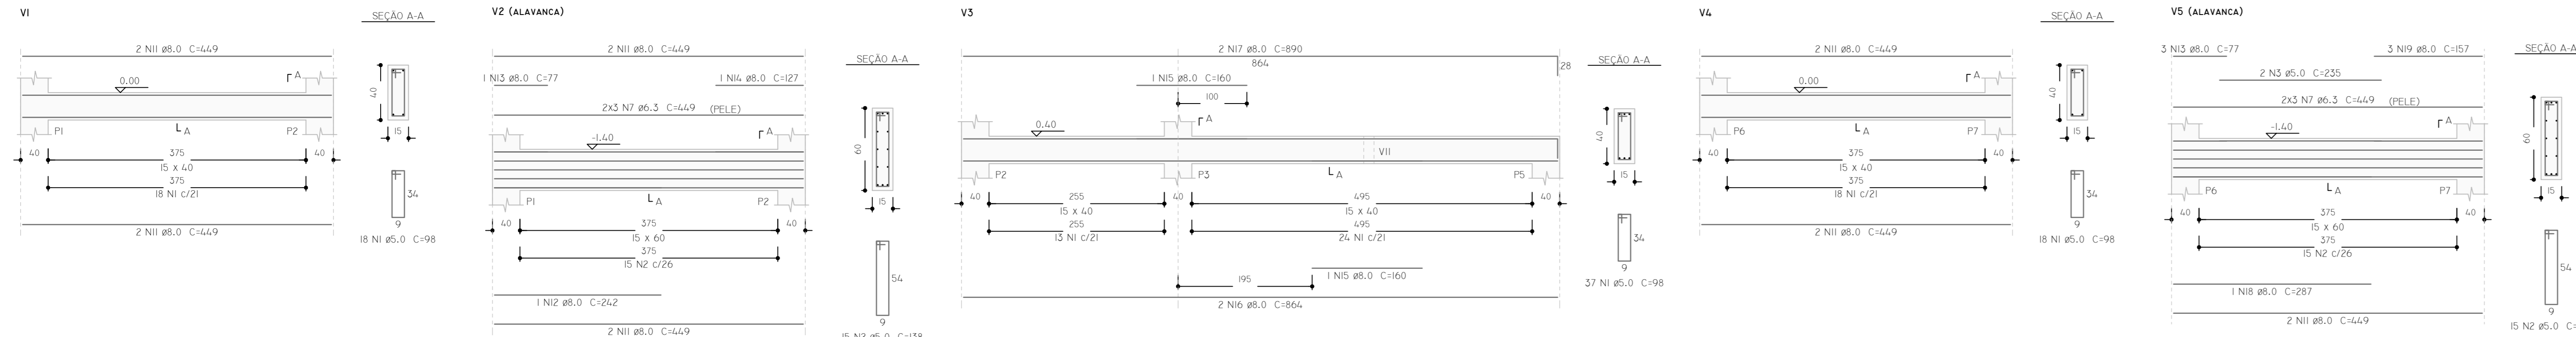 V1
SEÇÃO A-A
2 N11 ø8.0 C=449
0.00
A
40
15
P1
A
P2
40
375
40
15 x 40
375
18 N1 c/21
34
9
18 N1 ø5.0 C=98
2 N11 ø8.0 C=449
V2 (ALAVANCA)
2 N11 ø8.0 C=449
SEÇÃO A-A
1 N13 ø8.0 C=77
1 N14 ø8.0 C=127
2x3 N7 ø6.3 C=449 (PELE)
-1.40
A
60
15
P1
A
P2
40
375
40
15 x 60
375
15 N2 c/26
54
9
15 N2 ø5.0 C=138
1 N12 ø8.0 C=242
2 N11 ø8.0 C=449
V3
2 N17 ø8.0 C=890
864
28
SEÇÃO A-A
1 N15 ø8.0 C=160
100
0.40
A
40
15
V11
P2
P3
A
P5
40
255
40
495
40
15 x 40
15 x 40
255
495
13 N1 c/21
24 N1 c/21
34
9
37 N1 ø5.0 C=98
195
1 N15 ø8.0 C=160
2 N16 ø8.0 C=864
V4
SEÇÃO A-A
2 N11 ø8.0 C=449
0.00
A
40
15
P6
A
P7
40
375
40
15 x 40
375
18 N1 c/21
34
9
18 N1 ø5.0 C=98
2 N11 ø8.0 C=449
V5 (ALAVANCA)
3 N13 ø8.0 C=77
3 N19 ø8.0 C=157
SEÇÃO A-A
2 N3 ø5.0 C=235
2x3 N7 ø6.3 C=449 (PELE)
-1.40
A
60
15
P6
A
P7
40
375
40
15 x 60
375
15 N2 c/26
54
9
15 N2 ø5.0 C=
1 N18 ø8.0 C=287
2 N11 ø8.0 C=449